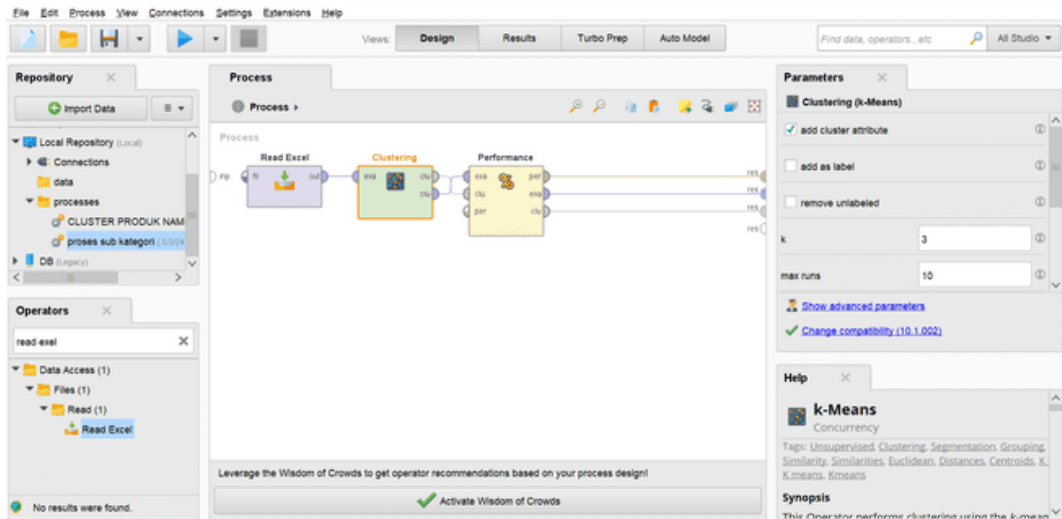 File Edit Process View Connections Settings Extensions Help
Views: Design Results Turbo Prep Auto Model Find data, operators...etc All Studio
Repository
Import Data
Local Repository (Local)
Connections
data
processes
CLUSTER PRODUK NAM
proses sub kategori
DB (Legacy)
Operators
read exel
Data Access (1)
Files (1)
Read (1)
Read Excel
No results were found.
Process
Process
Process
Read Excel Clustering Performance
inp fil out exa clu exa per res
clu clu exa res
per clu res
res
Leverage the Wisdom of Crowds to get operator recommendations based on your process design!
Activate Wisdom of Crowds
Parameters
Clustering (k-Means)
add cluster attribute
add as label
remove unlabeled
k 3
max runs 10
Show advanced parameters
Change compatibility (10.1.002)
Help
k-Means
Concurrency
Tags: Unsupervised, Clustering, Segmentation, Grouping,
Similarity, Similarities, Euclidean, Distances, Centroids, K
K means, Kmeans
Synopsis
This Operator performs clustering using the k-mean